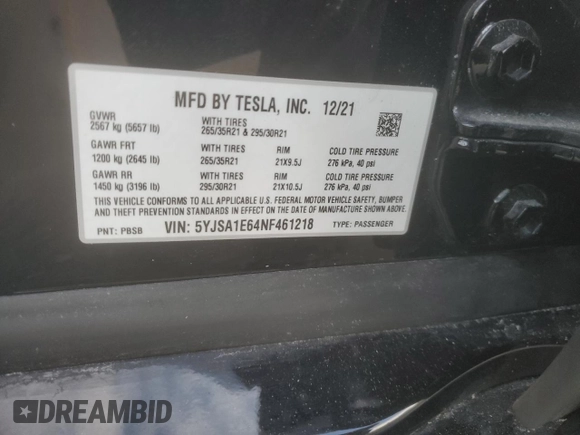 MFD BY TESLA, INC. 12/21
GVWR
2567 kg (5657 lb)
WITH TIRES
265/35R21 & 295/30R21
GAWR FRT
1200 kg (2645 lb)
WITH TIRES
265/35R21
RIM
21X9.5J
COLD TIRE PRESSURE
276 kPa, 40 psi
GAWR RR
1450 kg (3196 lb)
WITH TIRES
295/30R21
RIM
21X10.5J
COLD TIRE PRESSURE
276 kPa, 40 psi
THIS VEHICLE CONFORMS TO ALL APPLICABLE U.S. FEDERAL MOTOR VEHICLE SAFETY, BUMPER
AND THEFT PREVENTION STANDARDS IN EFFECT ON THE DATE OF MANUFACTURE SHOWN ABOVE.
PNT: PBSB VIN: 5YJSA1E64NF461218 TYPE: PASSENGER
DREAMBID